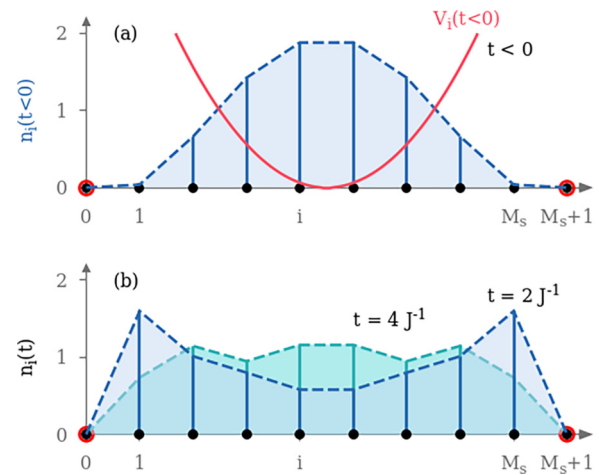 (a)
V_i(t<0)
t < 0
2
1
0
n_i(t<0)
0 1 i M_s M_s+1
(b)
t = 2 J⁻¹
t = 4 J⁻¹
2
1
0
n_i(t)
0 1 i M_s M_s+1